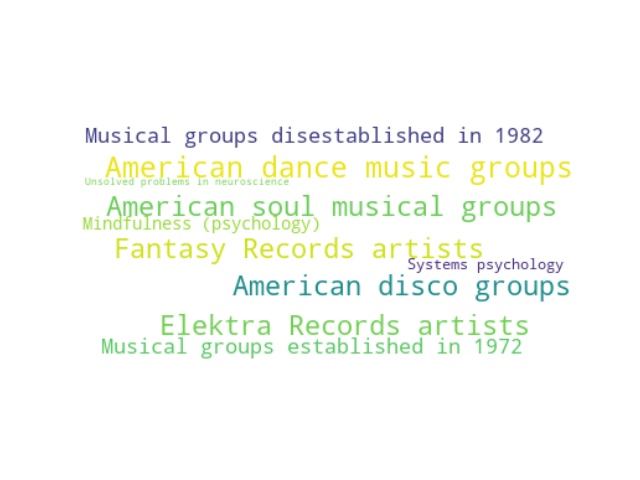 Musical groups disestablished in 1982
American dance music groups
Unsolved problems in neuroscience
American soul musical groups
Mindfulness (psychology)
Fantasy Records artists
Systems psychology
American disco groups
Elektra Records artists
Musical groups established in 1972